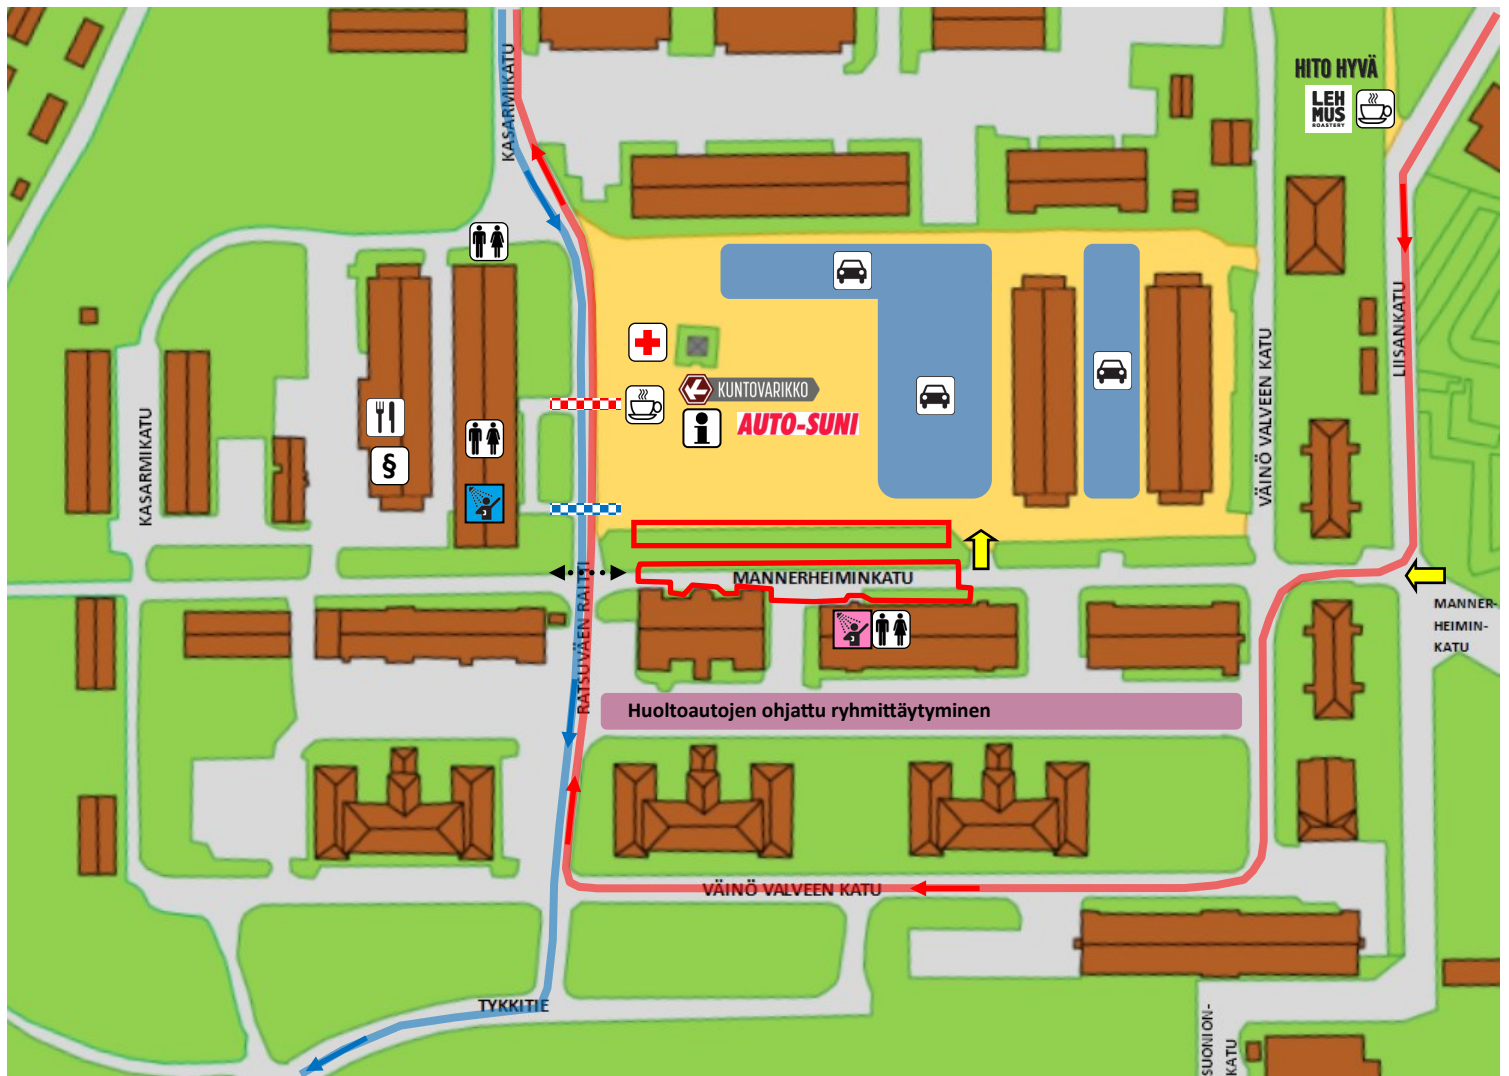 KASARMIKATU
HITO HYVÄ
LEH
MUS
ROASTERY
KUNTOVARIKKO
AUTO-SUNI
§
KASARMIKATU
VÄINÖ VALVEEN KATU
LIISANKATU
MANNERHEIMINKATU
MANNER-
HEIMIN-
KATU
RATSUVÄEN RAITTI
Huoltoautojen ohjattu ryhmittäytyminen
VÄINÖ VALVEEN KATU
TYKKITIE
SUONION-
KATU